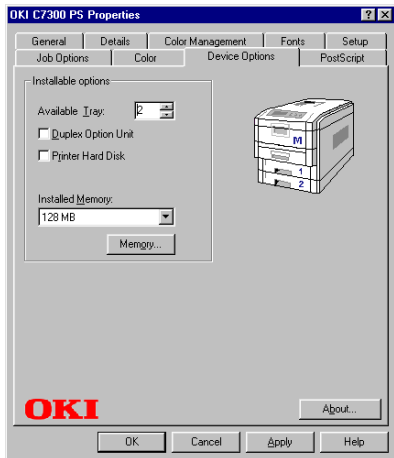 OKI C7300 PS Properties
General Details Color Management Fonts Setup
Job Options Color Device Options PostScript
Installable options
Available Tray: 2
Duplex Option Unit
Printer Hard Disk
Installed Memory:
128 MB
Memory...
M
1
2
OKI
About...
OK Cancel Apply Help